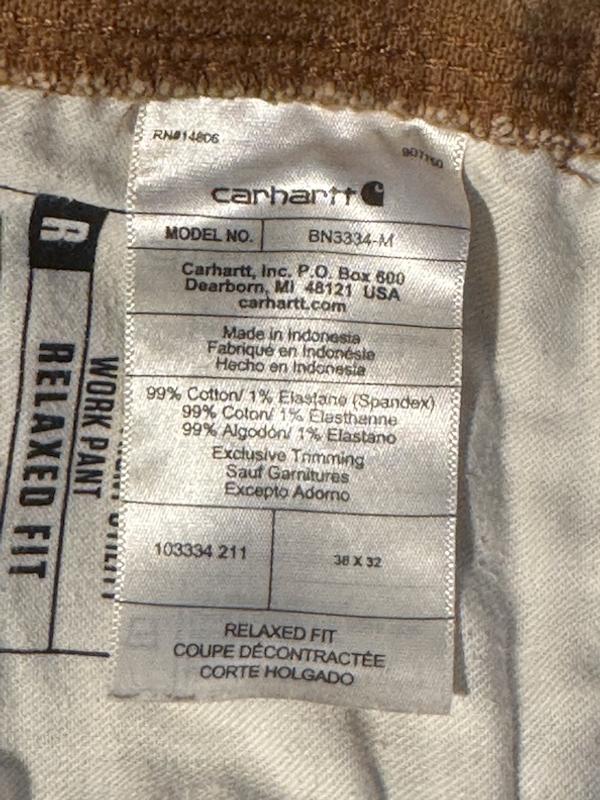 RN#14806
907160
carhartt
MODEL NO. BN3334-M
Carhartt, Inc. P.O. Box 600
Dearborn, MI 48121 USA
carhartt.com
Made in Indonesia
Fabriqué en Indonésie
Hecho en Indonesia
99% Cotton/ 1% Elastane (Spandex)
99% Coton/ 1% Élasthanne
99% Algodón/ 1% Elastano
Exclusive Trimming
Sauf Garnitures
Excepto Adorno
103334 211
38 X 32
RELAXED FIT
COUPE DÉCONTRACTÉE
CORTE HOLGADO
R
RELAXED FIT
WORK PANT